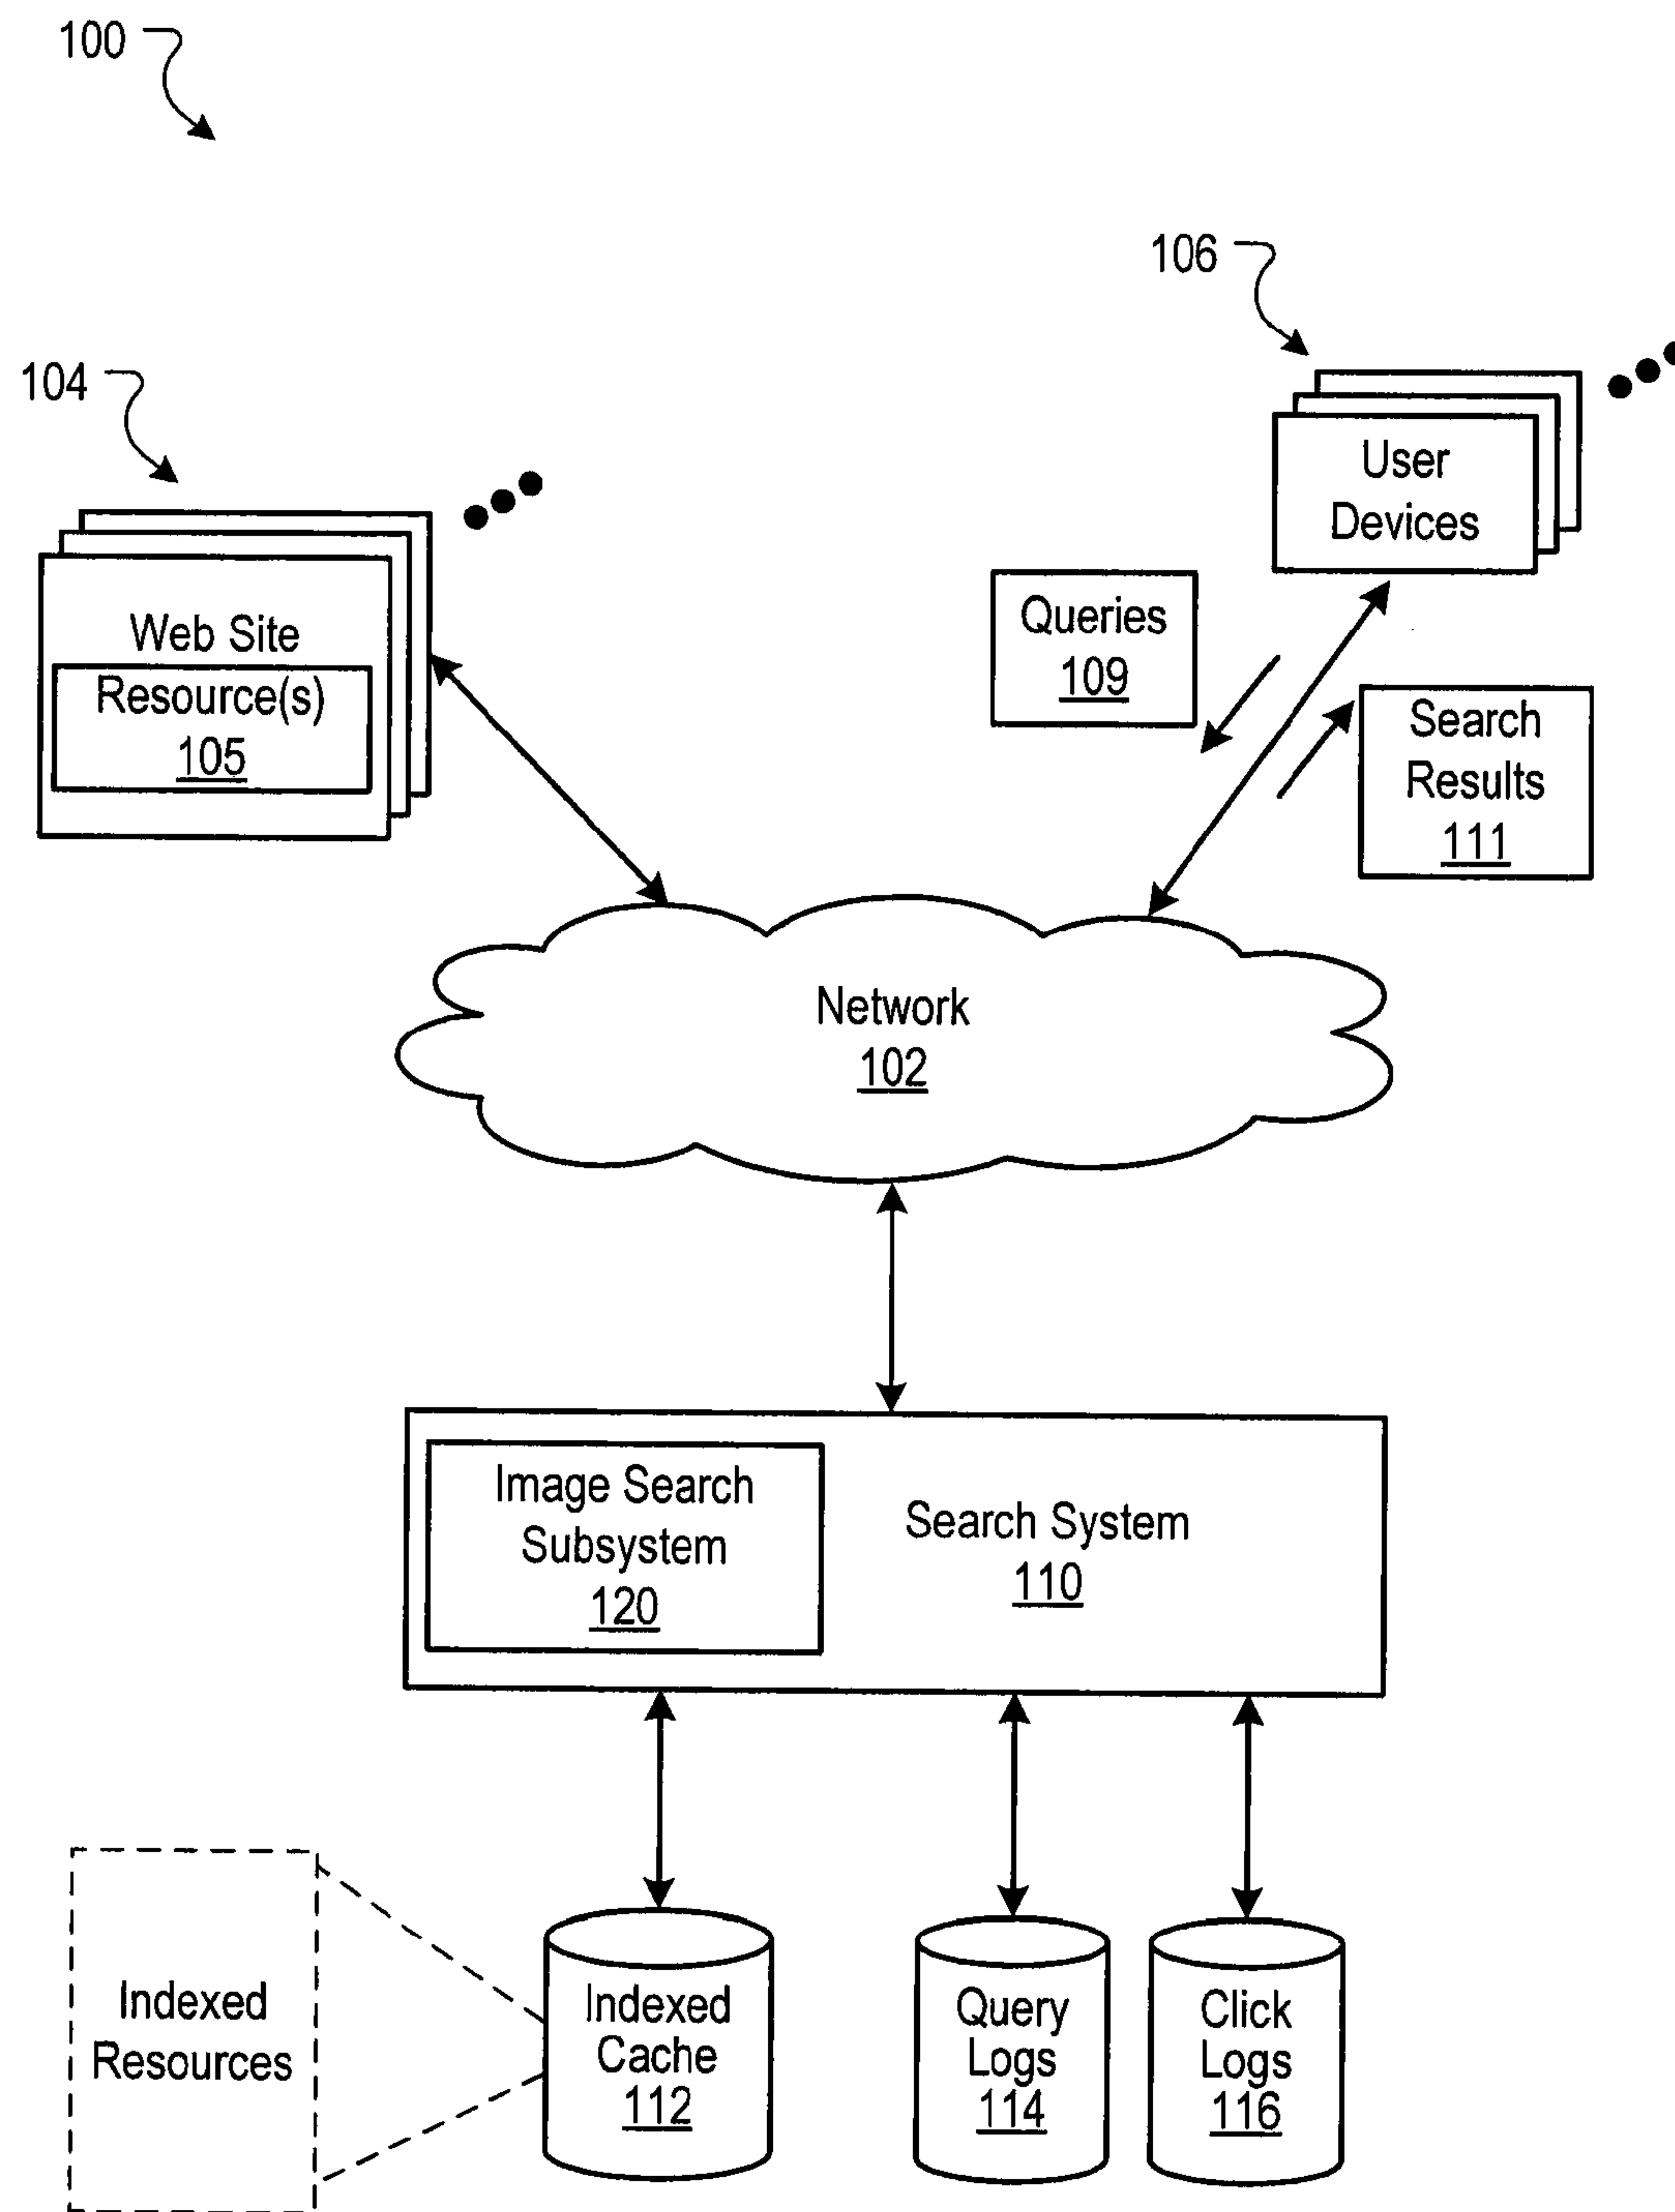 100
106
104
User
Devices
Web Site
Resource(s)
105
Queries
109
Search
Results
111
Network
102
Image Search
Subsystem
120
Search System
110
Indexed
Resources
Indexed
Cache
112
Query
Logs
114
Click
Logs
116